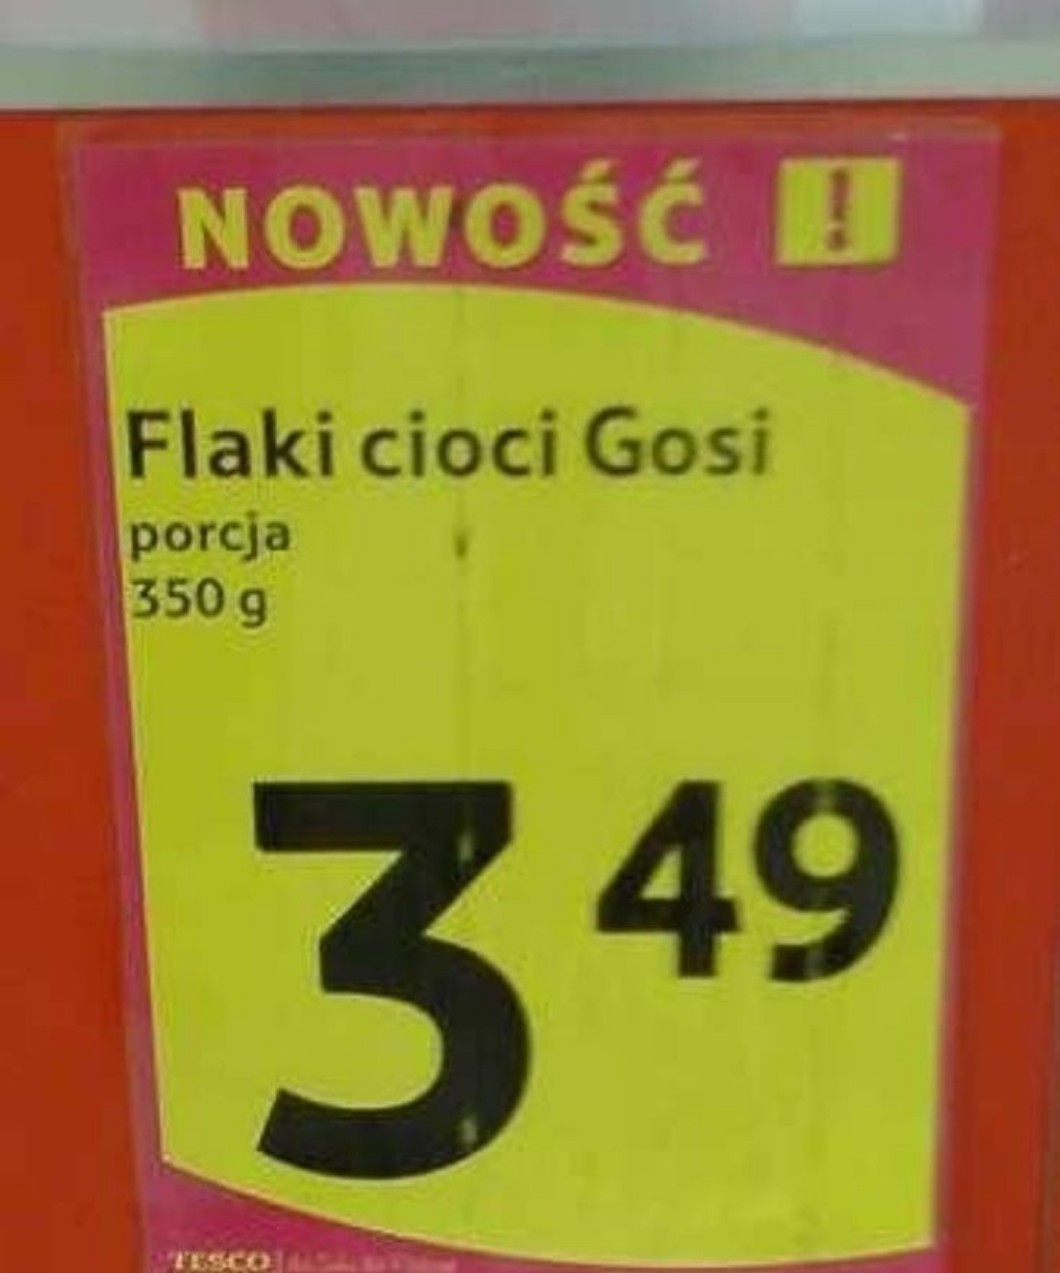 NOWOŚĆ !
Flaki cioci Gosi
porcja
350 g
3 49
TESCO